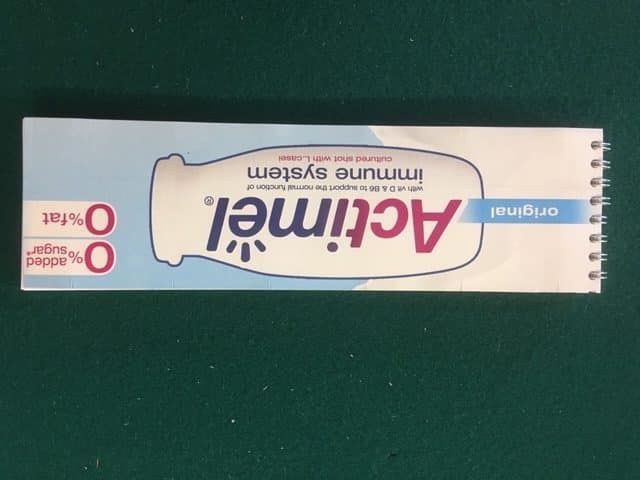 0% added
sugar*
0% fat
original
Actimel®
with vit D & B6 to support the normal function of
immune system
cultured shot with L.casei